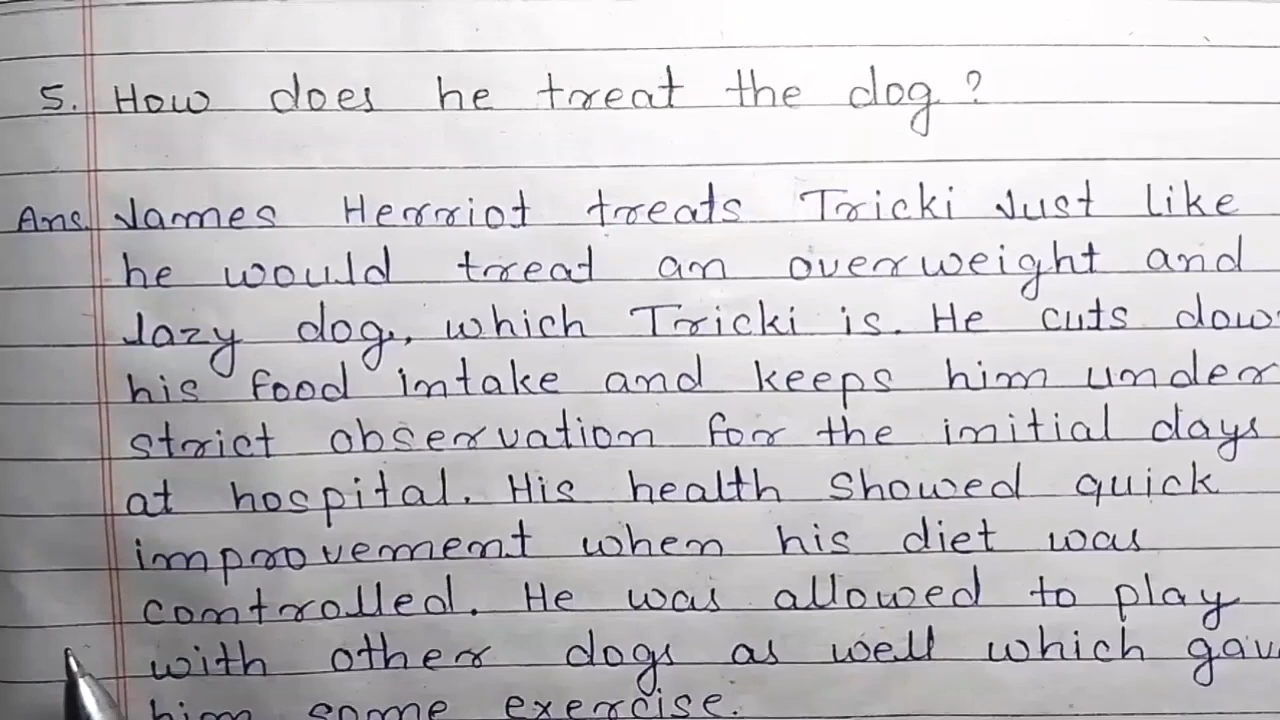 5. How does he treat the dog?
Ans. James Herriot treats Tricki Just like
he would treat an overweight and
lazy dog, which Tricki is. He cuts dow
his food intake and keeps him under
strict observation for the initial days
at hospital. His health showed quick
improvement when his diet was
controlled. He was allowed to play
with other dogs as well which gav
him some exercise.